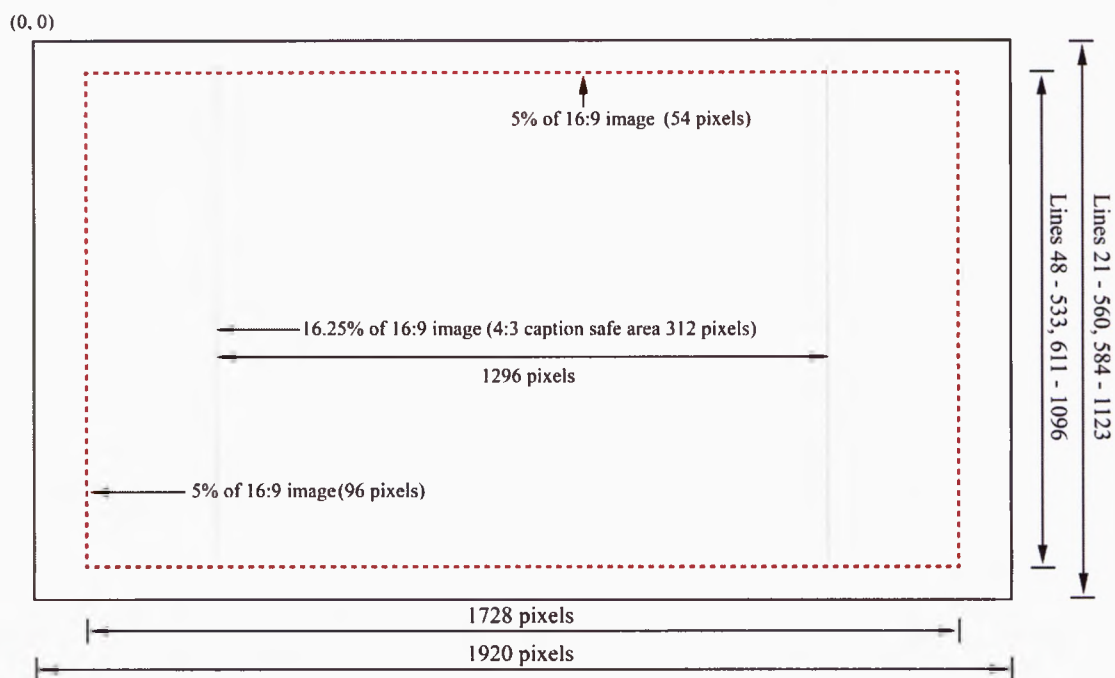 (0, 0)
5% of 16:9 image (54 pixels)
16.25% of 16:9 image (4:3 caption safe area 312 pixels)
1296 pixels
5% of 16:9 image(96 pixels)
Lines 48 - 533, 611 - 1096
Lines 21 - 560, 584 - 1123
1728 pixels
1920 pixels